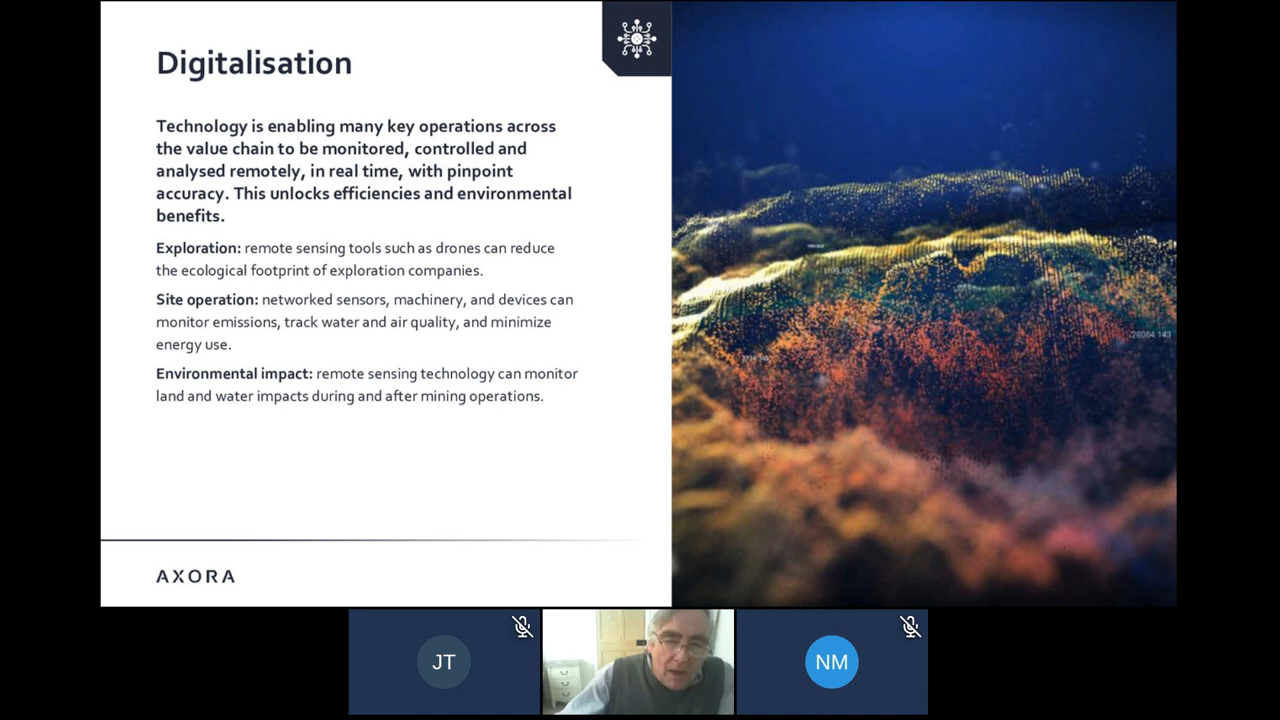 Digitalisation
Technology is enabling many key operations across
the value chain to be monitored, controlled and
analysed remotely, in real time, with pinpoint
accuracy. This unlocks efficiencies and environmental
benefits.
Exploration: remote sensing tools such as drones can reduce
the ecological footprint of exploration companies.
Site operation: networked sensors, machinery, and devices can
monitor emissions, track water and air quality, and minimize
energy use.
Environmental impact: remote sensing technology can monitor
land and water impacts during and after mining operations.
AXORA
28064.143
JT
NM